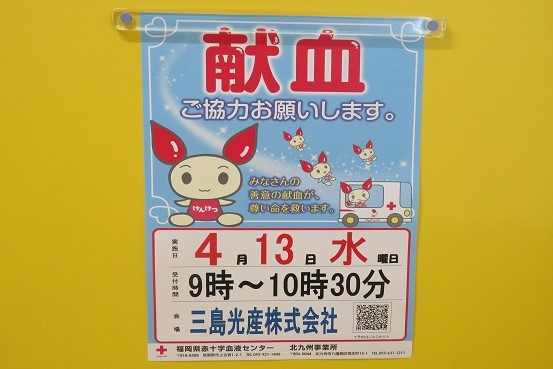 献血
ご協力お願いします。
みなさんの
善意の献血が、
尊い命を救います。
けんけつ
実施日 4月13日水曜日
受付時間 9時〜10時30分
会場 三島光産株式会社
福岡県赤十字血液センター 北九州事業所